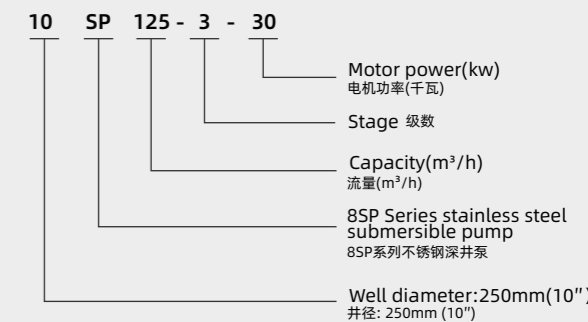 10 SP 125 - 3 - 30
Motor power(kw)
电机功率(千瓦)
Stage 级数
Capacity(m³/h)
流量(m³/h)
8SP Series stainless steel
submersible pump
8SP系列不锈钢深井泵
Well diameter:250mm(10″)
井径: 250mm (10″)